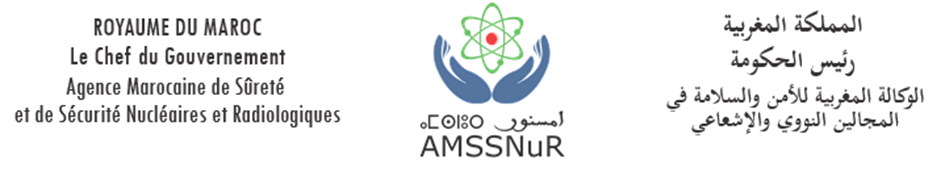 ROYAUME DU MAROC
Le Chef du Gouvernement
Agence Marocaine de Sûreté
et de Sécurité Nucléaires et Radiologiques
ⴰⵎⵙⵏⵓⵔ امسنور
AMSSNuR
المملكة المغربية
رئيس الحكومة
الوكالة المغربية للأمن والسلامة في
المجالين النووي والإشعاعي